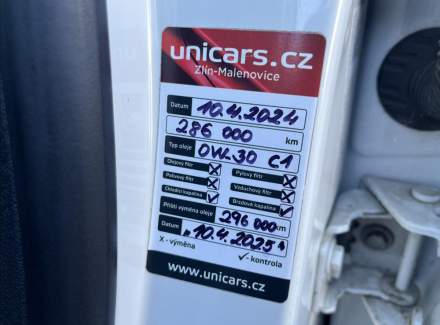 unicars.cz
Zlín-Malenovice
Datum 10.4.2024
286 000 km
Typ oleje 0W-30 C1
Olejový filtr X Pylový filtr X
Palivový filtr X Vzduchový filtr X
Chladící kapalina ✓ Brzdová kapalina ✓
Příští výměna oleje 296 000 km
Datum 10.4.2025
X - výměna ✓- kontrola
www.unicars.cz